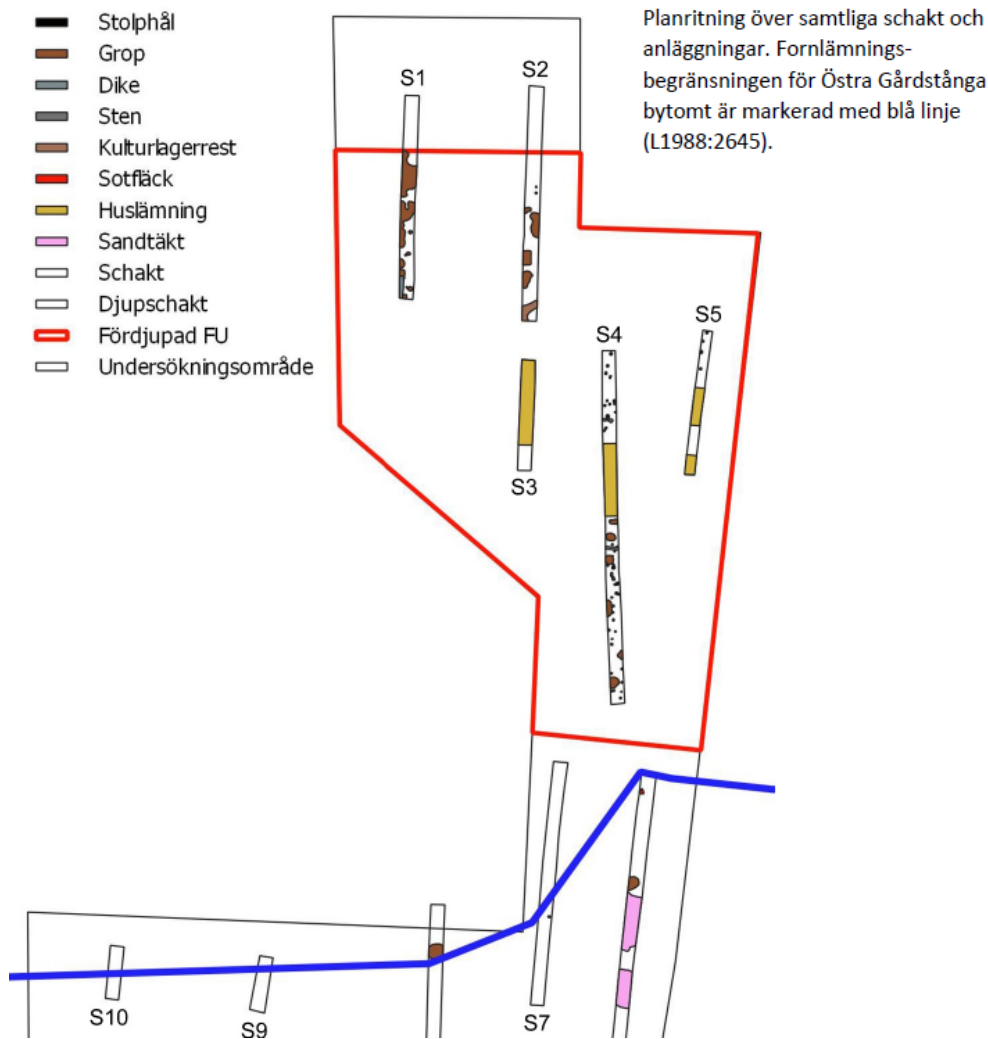 Stolphål
Grop
Dike
Sten
Kulturlagerrest
Sotfläck
Huslämning
Sandtäkt
Schakt
Djupschakt
Fördjupad FU
Undersökningsområde
Planritning över samtliga schakt och
anläggningar. Fornlämnings-
begränsningen för Östra Gårdstånga
bytomt är markerad med blå linje
(L1988:2645).
S1
S2
S5
S4
S3
S10
S9
S7